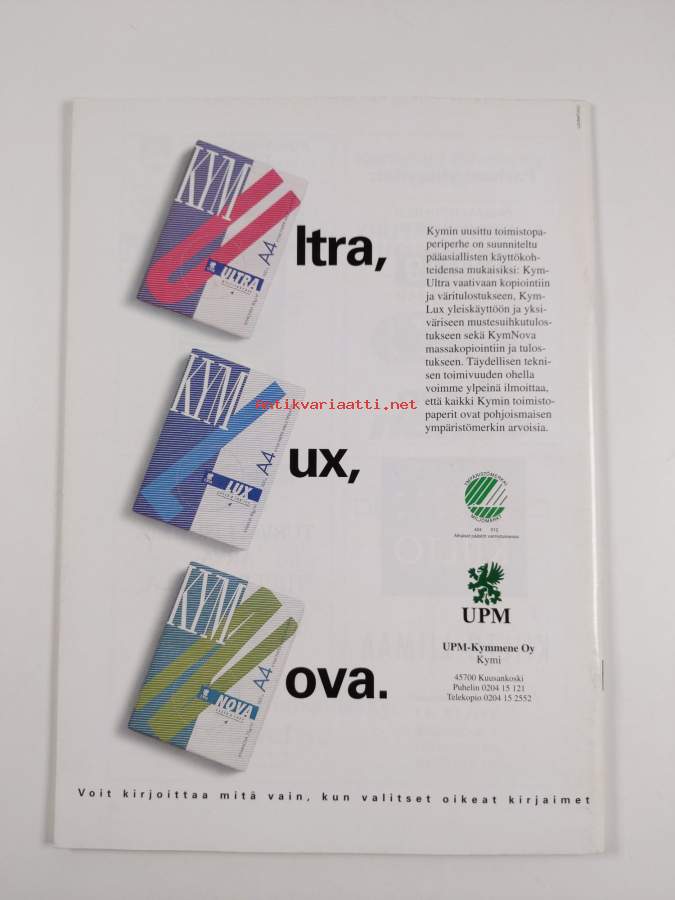 KYM
A4
ULTRA
ltra,
Kymin uusittu toimistopa-
periperhe on suunniteltu
pääasiallisten käyttökoh-
teidensa mukaisiksi: Kym-
Ultra vaativaan kopiointiin
ja väritulostukseen, Kym-
Lux yleiskäyttöön ja yksi-
väriseen mustesuihkutulos-
tukseen sekä KymNova
massakopiointiin ja tulos-
tukseen. Täydellisen tekni-
sen toimivuuden ohella
voimme ylpeinä ilmoittaa,
että kaikki Kymin toimisto-
paperit ovat pohjoismaisen
ympäristömerkin arvoisia.
antikvariaatti.net
KYM
A4
LUX
ux,
YMPÄRISTÖMERKKI
MILJÖMÄRKT
KYM
A4
NOVA
ova.
UPM
UPM-Kymmene Oy
Kymi
45700 Kuusankoski
Puhelin 0204 15 121
Telekopio 0204 15 2552
Voit kirjoittaa mitä vain, kun valitset oikeat kirjaimet